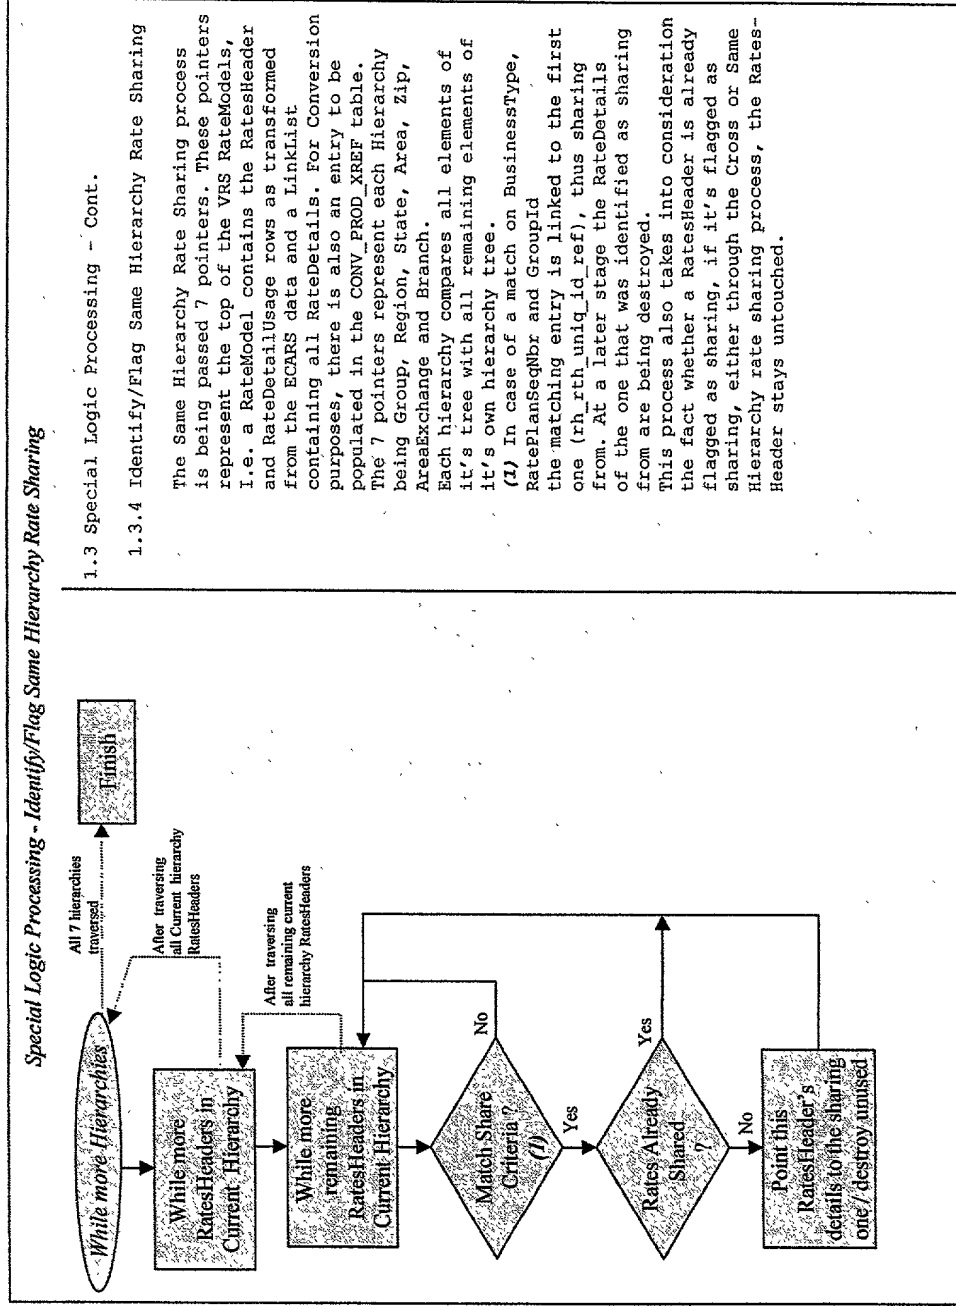 Special Logic Processing - Identify/Flag Same Hierarchy Rate Sharing
While more Hierarchies
All 7 hierarchies
traversed
Finish
While more
RatesHeaders in
Current Hierarchy
After traversing
all Current hierarchy
RatesHeaders
While more
remaining
RatesHeaders in
Current Hierarchy
After traversing
all remaining current
hierarchy RatesHeaders
Match Share
Criteria ?
(1)
No
Yes
Rates Already
Shared
?
Yes
No
Point this
RatesHeader's
details to the sharing
one / destroy unused
1.3 Special Logic Processing - Cont.
1.3.4 Identify/Flag Same Hierarchy Rate Sharing
The Same Hierarchy Rate Sharing process
is being passed 7 pointers. These pointers
represent the top of the VRS RateModels,
I.e. a RateModel contains the RatesHeader
and RateDetailUsage rows as transformed
from the ECARS data and a LinkList
containing all RateDetails. For Conversion
purposes, there is also an entry to be
populated in the CONV_PROD_XREF table.
The 7 pointers represent each Hierarchy
being Group, Region, State, Area, Zip,
AreaExchange and Branch.
Each hierarchy compares all elements of
it's tree with all remaining elements of
it's own hierarchy tree.
(1) In case of a match on BusinessType,
RatePlanSeqNbr and GroupId
the matching entry is linked to the first
one (rh_rth_uniq_id_ref), thus sharing
from. At a later stage the RateDetails
of the one that was identified as sharing
from are being destroyed.
This process also takes into consideration
the fact whether a RatesHeader is already
flagged as sharing, if it's flagged as
sharing, either through the Cross or Same
Hierarchy rate sharing process, the Rates-
Header stays untouched.